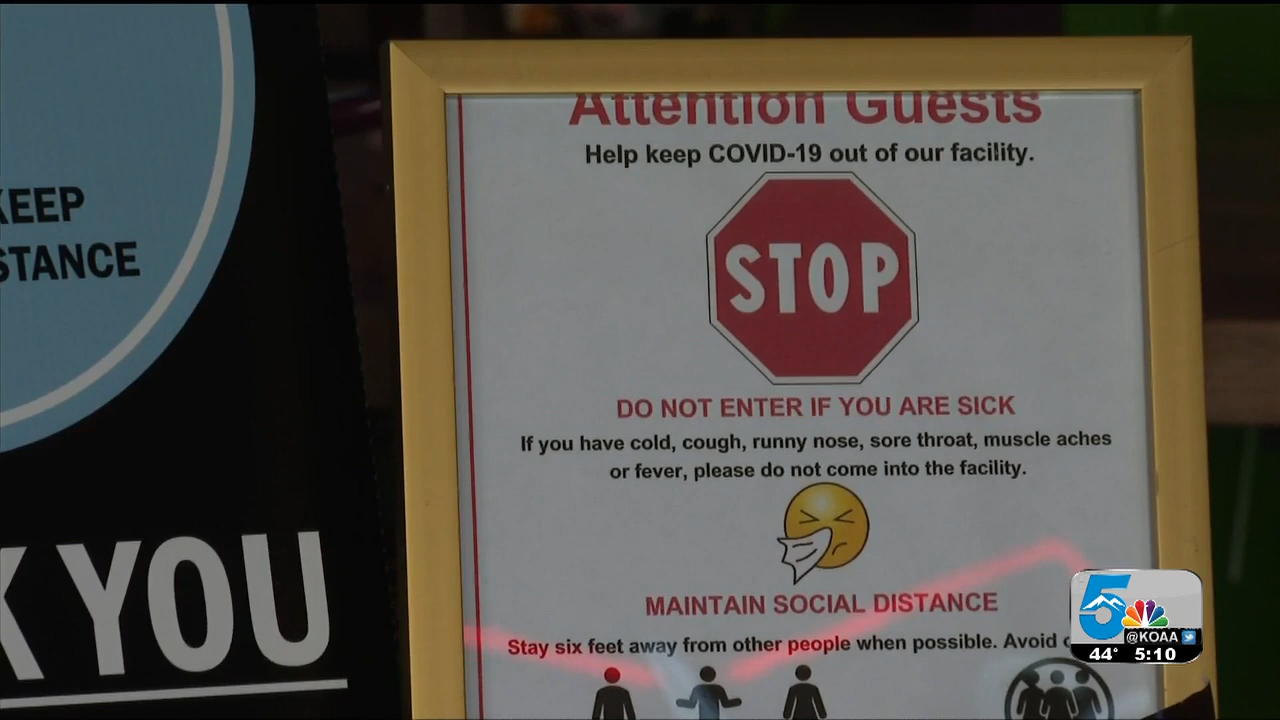 KEEP
STANCE
K YOU
Attention Guests
Help keep COVID-19 out of our facility.
STOP
DO NOT ENTER IF YOU ARE SICK
If you have cold, cough, runny nose, sore throat, muscle aches
or fever, please do not come into the facility.
MAINTAIN SOCIAL DISTANCE
Stay six feet away from other people when possible. Avoid
5
@KOAA
44° 5:10